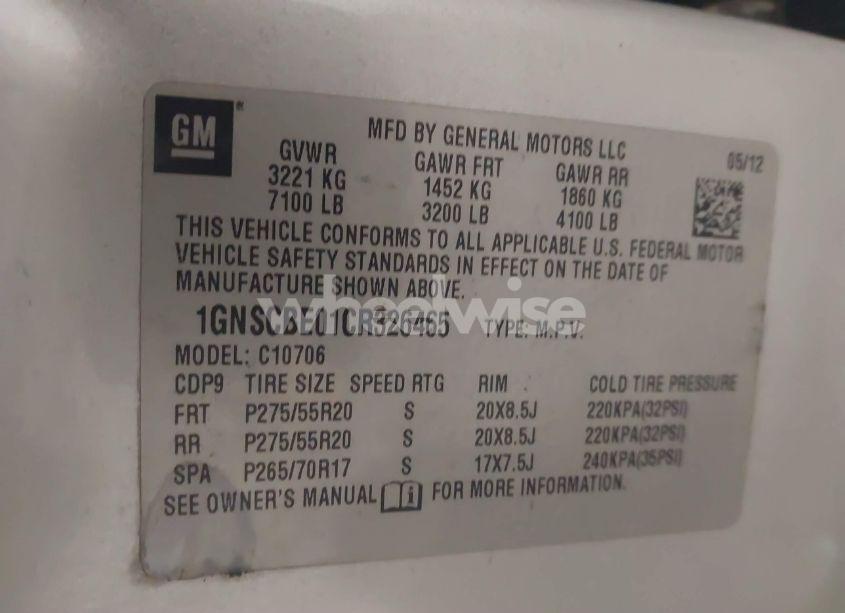 GM
MFD BY GENERAL MOTORS LLC
05/12
GVWR GAWR FRT GAWR RR
3221 KG 1452 KG 1860 KG
7100 LB 3200 LB 4100 LB
THIS VEHICLE CONFORMS TO ALL APPLICABLE U.S. FEDERAL MOTOR
VEHICLE SAFETY STANDARDS IN EFFECT ON THE DATE OF
MANUFACTURE SHOWN ABOVE.
wheelwise
1GNSCBE01CR326465 TYPE: M.P.V.
MODEL: C10706
CDP9 TIRE SIZE SPEED RTG RIM COLD TIRE PRESSURE
FRT P275/55R20 S 20X8.5J 220KPA(32PSI)
RR P275/55R20 S 20X8.5J 220KPA(32PSI)
SPA P265/70R17 S 17X7.5J 240KPA(35PSI)
SEE OWNER'S MANUAL FOR MORE INFORMATION.